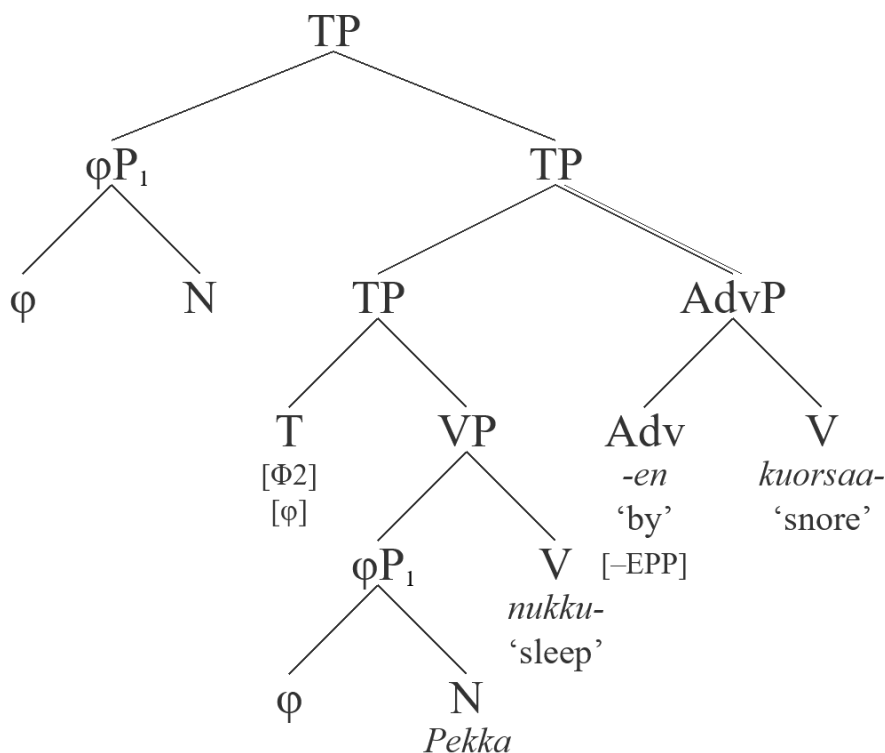 TP
φP₁ TP
φ N TP AdvP
T VP Adv V
[Φ2] -en kuorsaa-
[φ] ‘by’ ‘snore’
φP₁ V [–EPP]
nukku-
‘sleep’
φ N
Pekka